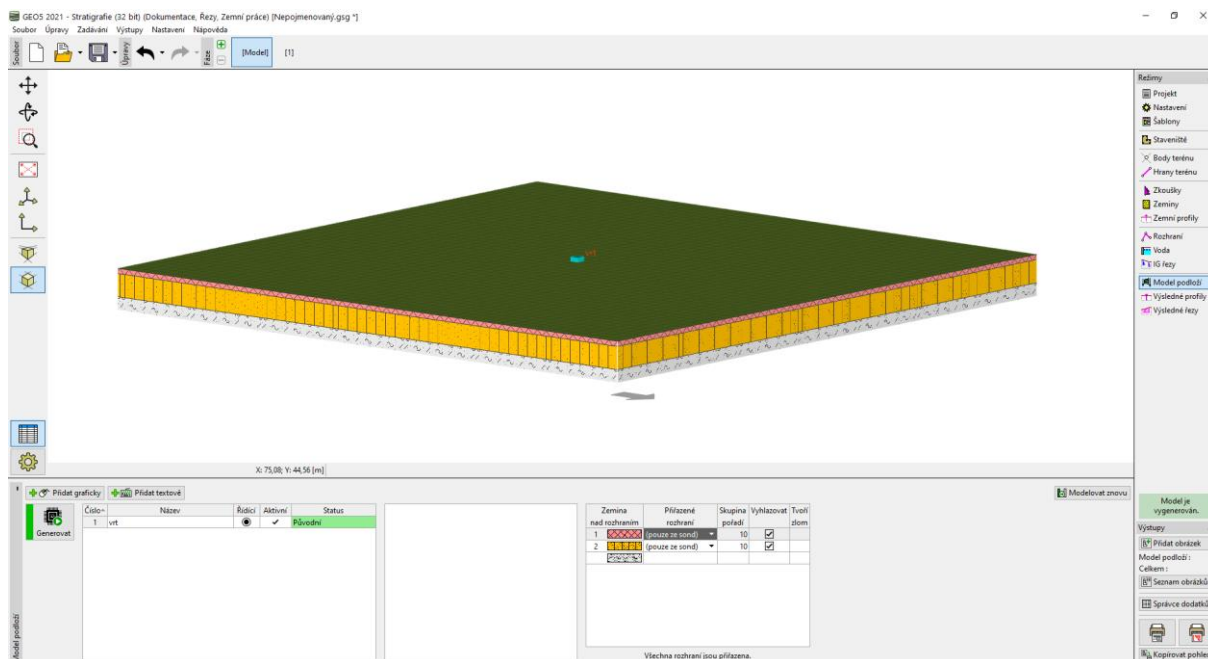 GEO5 2021 - Stratigrafie (32 bit) (Dokumentace, Řezy, Zemní práce) [Nepojmenovaný.gsg *]
Soubor Úpravy Zadávání Výstupy Nastavení Nápověda
Soubor
Úpravy
Fáze
[Model] [1]
Režimy
Projekt
Nastavení
Šablony
Staveniště
Body terénu
Hrany terénu
Zkoušky
Zeminy
Zemní profily
Rozhraní
Voda
IG řezy
Model podloží
Výsledné profily
Výsledné řezy
vrt
X: 75,08; Y: 44,56 [m]
Přidat graficky Přidat textově
Modelovat znovu
Generovat
Číslo Název Řídicí Aktivní Status
1 vrt Původní
Zemina Přiřazené Skupina Vyhlazovat Tvoří
nad rozhraním rozhraní pořadí zlom
1 (pouze ze sond) 10
2 (pouze ze sond) 10
Všechna rozhraní jsou přiřazena.
Model podloží
Model je
vygenerován.
Výstupy
Přidat obrázek
Model podloží :
Celkem :
Seznam obrázků
Správce dodatků
Kopírovat pohled